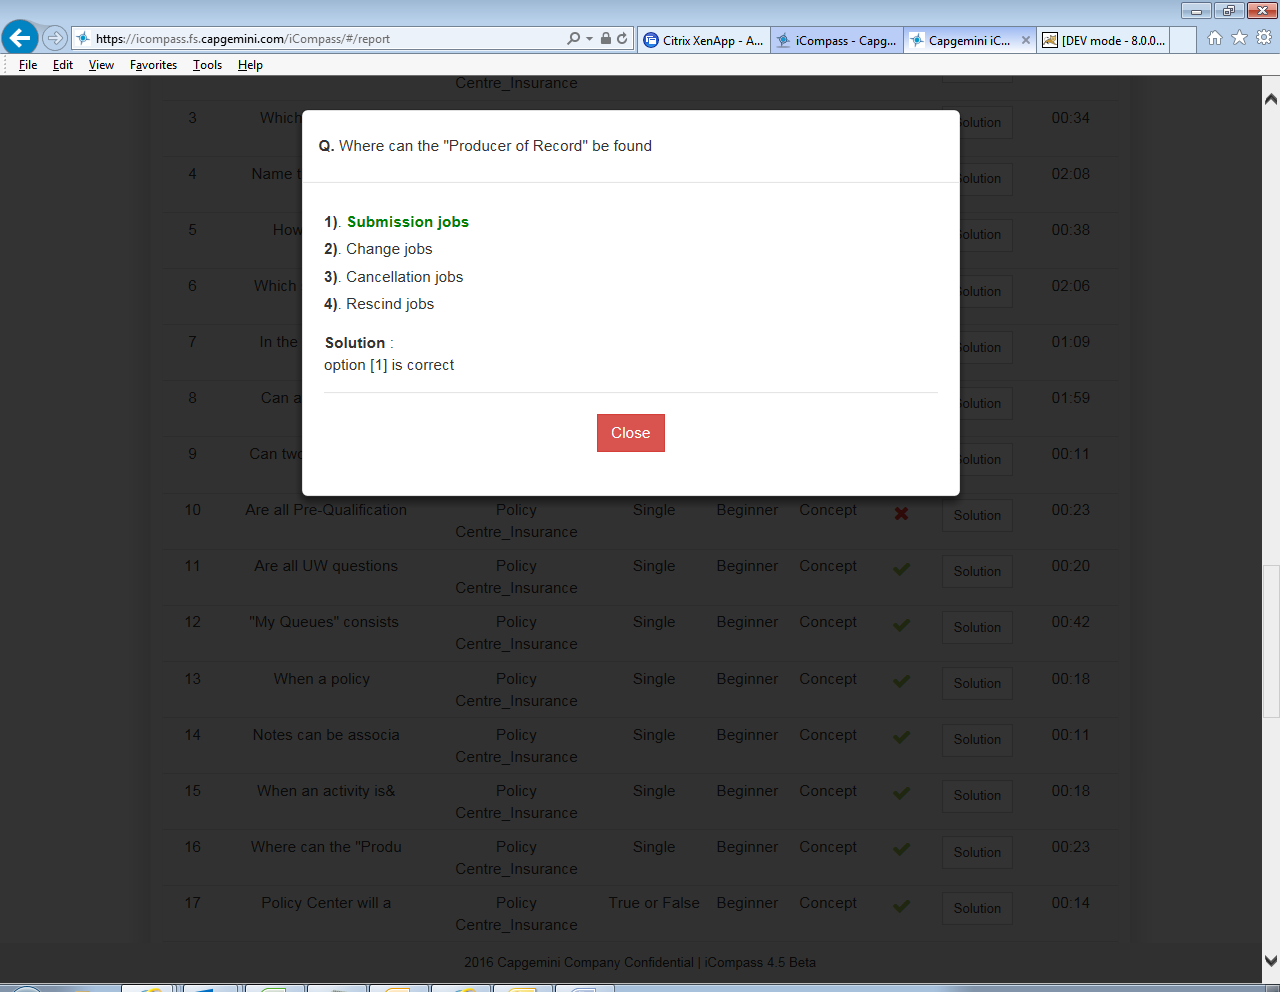 https://icompass.fs.capgemini.com/iCompass/#/report
Citrix XenApp - A...
iCompass - Capg...
Capgemini iC...
[DEV mode - 8.0.0...
File Edit View Favorites Tools Help
Centre_Insurance
3 Which Solution 00:34
4 Name t Solution 02:08
5 How Solution 00:38
6 Which Solution 02:06
7 In the Solution 01:09
8 Can a Solution 01:59
9 Can two Solution 00:11
Q. Where can the "Producer of Record" be found
1). Submission jobs
2). Change jobs
3). Cancellation jobs
4). Rescind jobs
Solution :
option [1] is correct
Close
10 Are all Pre-Qualification Policy Single Beginner Concept Solution 00:23
Centre_Insurance
11 Are all UW questions Policy Single Beginner Concept Solution 00:20
Centre_Insurance
12 "My Queues" consists Policy Single Beginner Concept Solution 00:42
Centre_Insurance
13 When a policy Policy Single Beginner Concept Solution 00:18
Centre_Insurance
14 Notes can be associa Policy Single Beginner Concept Solution 00:11
Centre_Insurance
15 When an activity is& Policy Single Beginner Concept Solution 00:18
Centre_Insurance
16 Where can the "Produ Policy Single Beginner Concept Solution 00:23
Centre_Insurance
17 Policy Center will a Policy True or False Beginner Concept Solution 00:14
Centre_Insurance
2016 Capgemini Company Confidential | iCompass 4.5 Beta